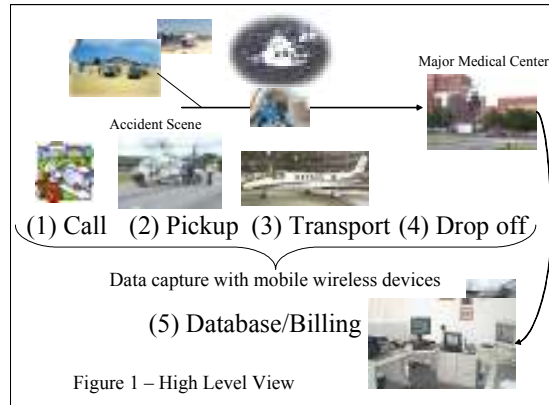 Major Medical Center
Accident Scene
(1) Call (2) Pickup (3) Transport (4) Drop off
Data capture with mobile wireless devices
(5) Database/Billing
Figure 1 – High Level View